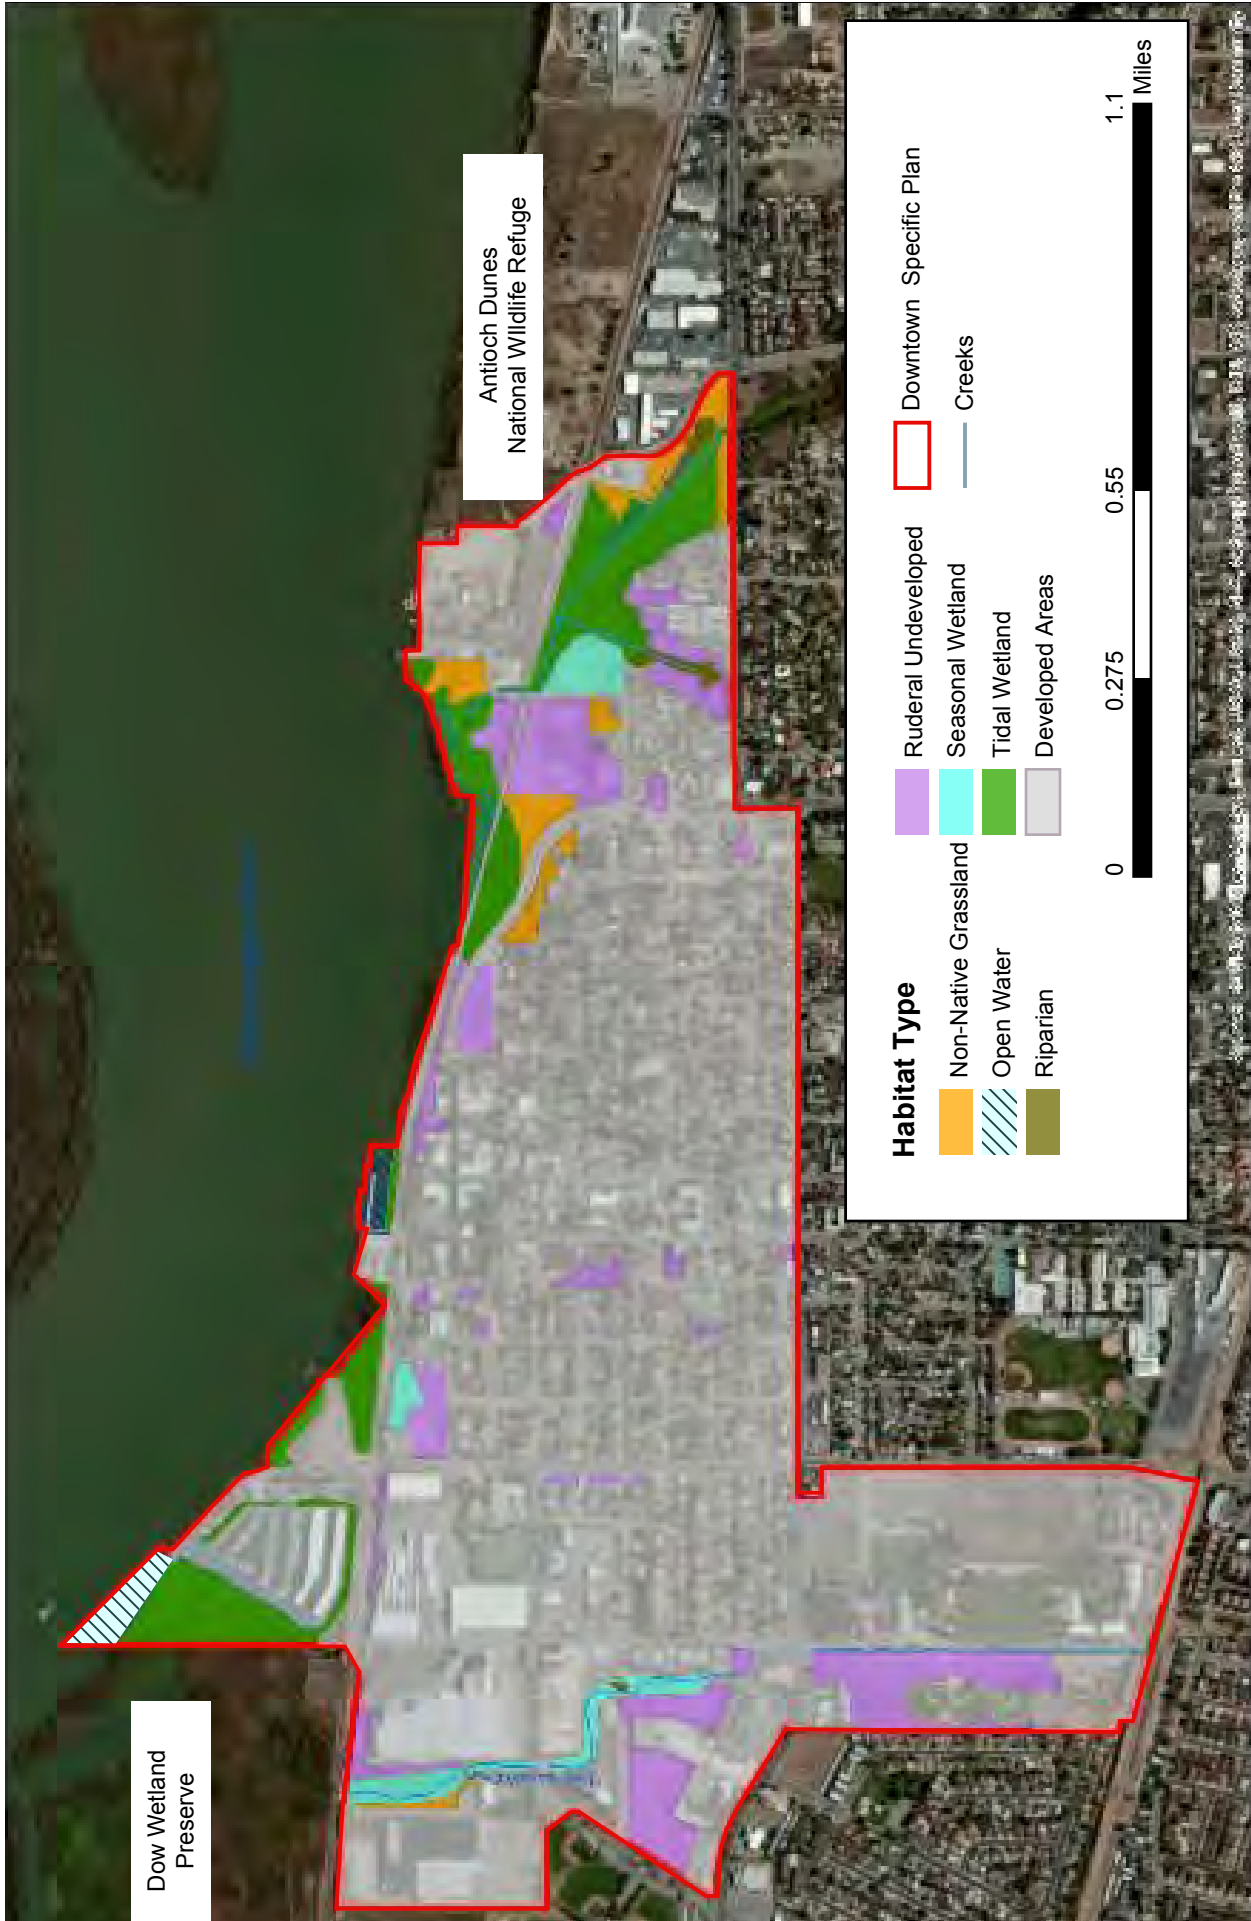 Dow Wetland
Preserve
Antioch Dunes
National WIldlife Refuge
Habitat Type
Non-Native Grassland
Open Water
Riparian
Ruderal Undeveloped
Seasonal Wetland
Tidal Wetland
Developed Areas
Downtown Specific Plan
Creeks
0 0.275 0.55 1.1
Miles